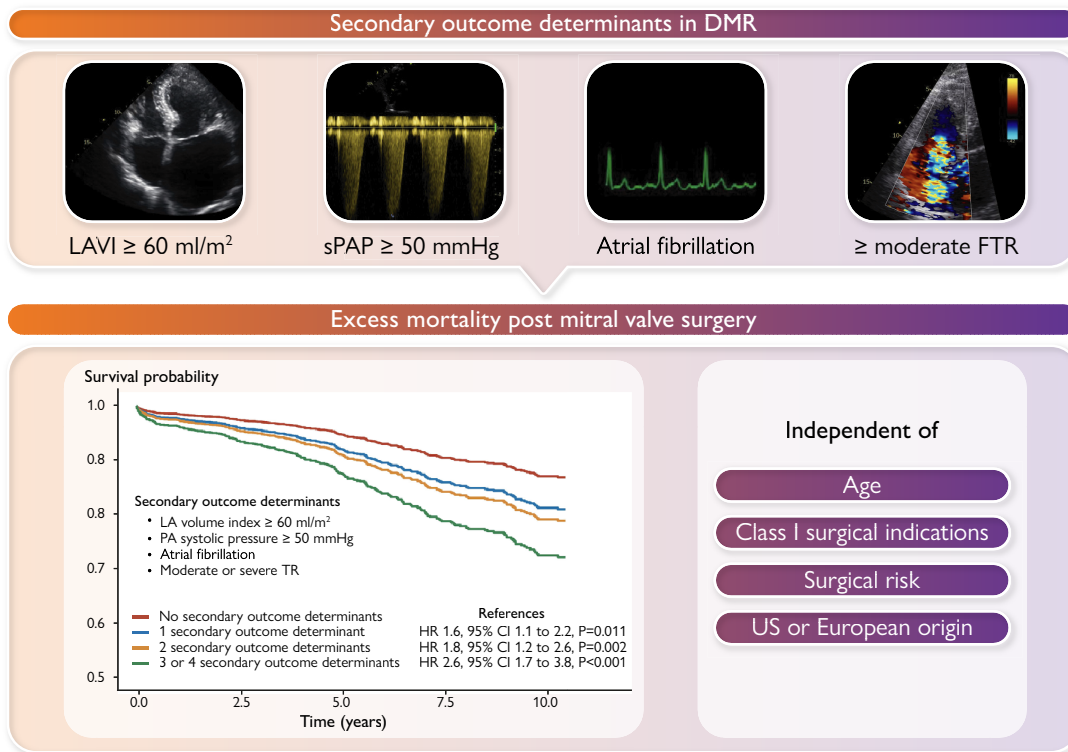 Secondary outcome determinants in DMR
LAVI ≥ 60 ml/m²
sPAP ≥ 50 mmHg
Atrial fibrillation
≥ moderate FTR
Excess mortality post mitral valve surgery
Survival probability
1.0
0.8
0.8
0.7
0.6
0.5
Secondary outcome determinants
• LA volume index ≥ 60 ml/m²
• PA systolic pressure ≥ 50 mmHg
• Atrial fibrillation
• Moderate or severe TR
References
No secondary outcome determinants
1 secondary outcome determinant HR 1.6, 95% CI 1.1 to 2.2, P=0.011
2 secondary outcome determinants HR 1.8, 95% CI 1.2 to 2.6, P=0.002
3 or 4 secondary outcome determinants HR 2.6, 95% CI 1.7 to 3.8, P<0.001
0.0 2.5 5.0 7.5 10.0
Time (years)
Independent of
Age
Class I surgical indications
Surgical risk
US or European origin